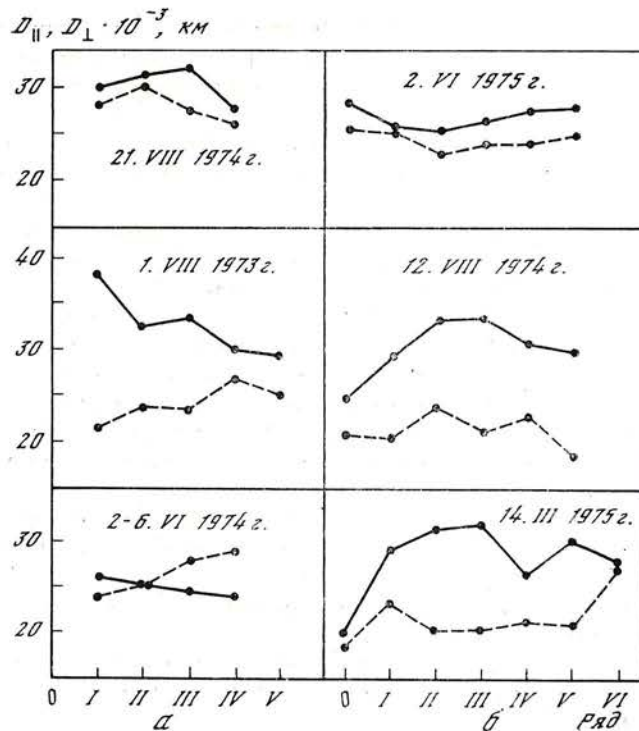 D||, D⊥ · 10⁻³, км
30
20
21. VIII 1974 г.
2. VI 1975 г.
40
30
20
1. VIII 1973 г.
12. VIII 1974 г.
30
20
2-6. VI 1974 г.
14. III 1975 г.
0 I II III IV V
0 I II III IV V VI
а
б
ряд